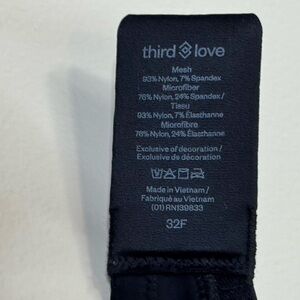 third love
Mesh
93% Nylon, 7% Spandex
Microfiber
76% Nylon, 24% Spandex /
Tissu
93% Nylon, 7% Élasthanne
Microfibre
76% Nylon, 24% Élasthanne
Exclusive of decoration /
Exclusive de décoration
Made in Vietnam /
Fabriqué au Vietnam
(01) RN139833
32F